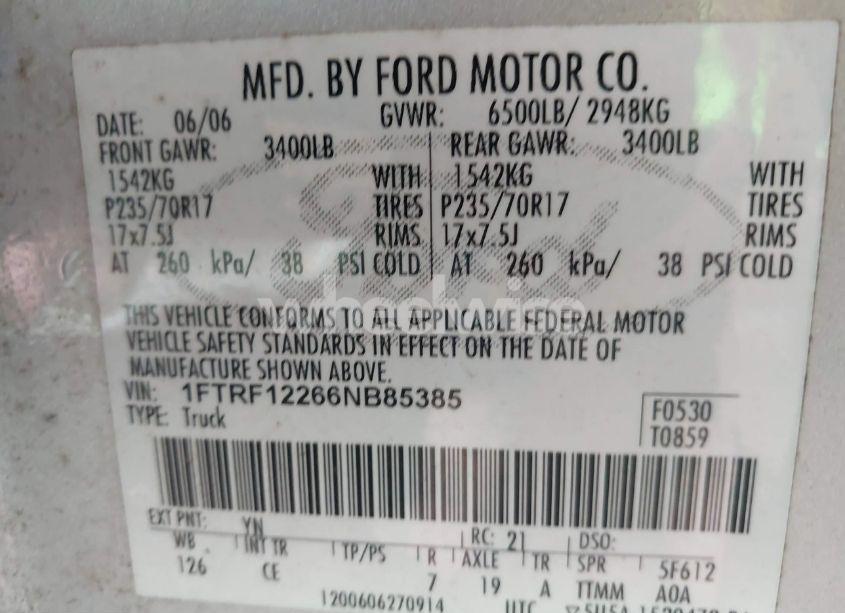 MFD. BY FORD MOTOR CO.
DATE: 06/06 GVWR: 6500LB/ 2948KG
FRONT GAWR: 3400LB REAR GAWR: 3400LB
1542KG WITH 1542KG WITH
P235/70R17 TIRES P235/70R17 TIRES
17x7.5J RIMS 17x7.5J RIMS
AT 260 kPa/ 38 PSI COLD AT 260 kPa/ 38 PSI COLD
THIS VEHICLE CONFORMS TO ALL APPLICABLE FEDERAL MOTOR
VEHICLE SAFETY STANDARDS IN EFFECT ON THE DATE OF
MANUFACTURE SHOWN ABOVE.
VIN: 1FTRF12266NB85385
TYPE: Truck
F0530
T0859
EXT PNT: YN RC: 21 DSO:
WB INT TR TP/PS R AXLE TR SPR 5F612
126 CE 7 19 A TTMM AOA
1200606270914 UTC